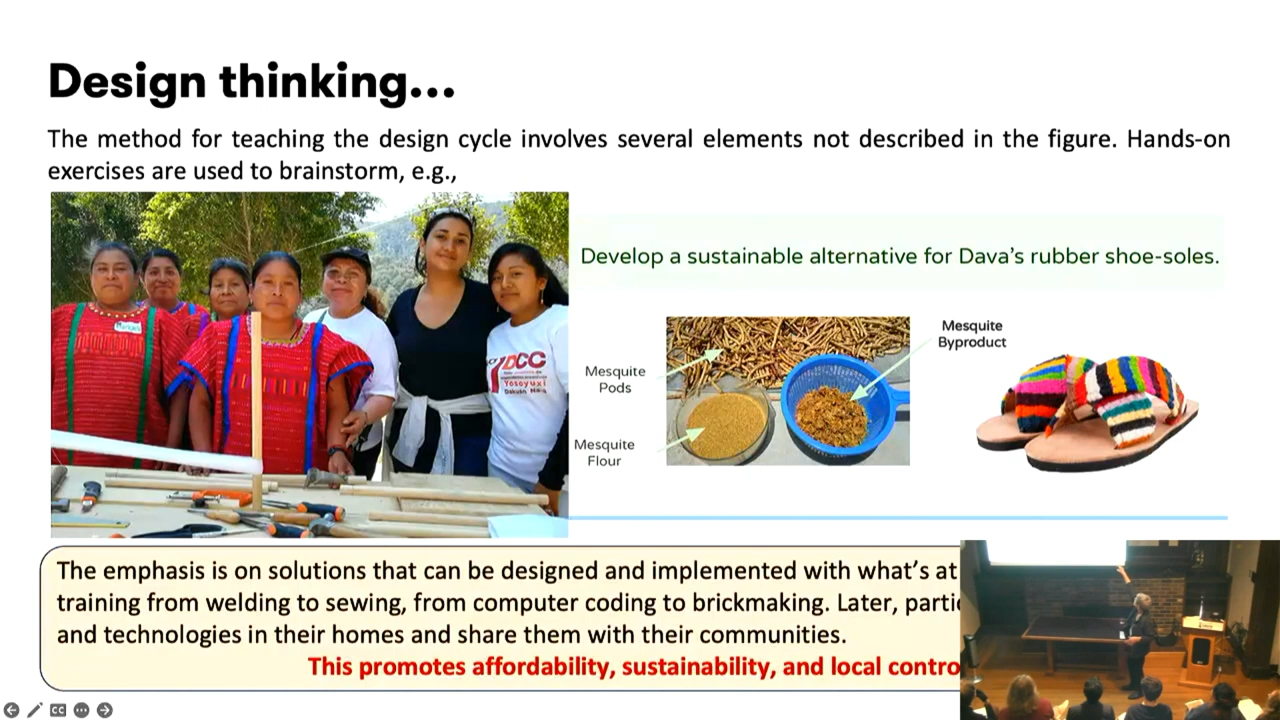 Design thinking...
The method for teaching the design cycle involves several elements not described in the figure. Hands-on
exercises are used to brainstorm, e.g.,
Develop a sustainable alternative for Dava's rubber shoe-soles.
Mesquite
Byproduct
Mesquite
Pods
Mesquite
Flour
DCC
Yosoyuxi
The emphasis is on solutions that can be designed and implemented with what's at
training from welding to sewing, from computer coding to brickmaking. Later,
and technologies in their homes and share them with their communities.
This promotes affordability, sustainability, and local
CC